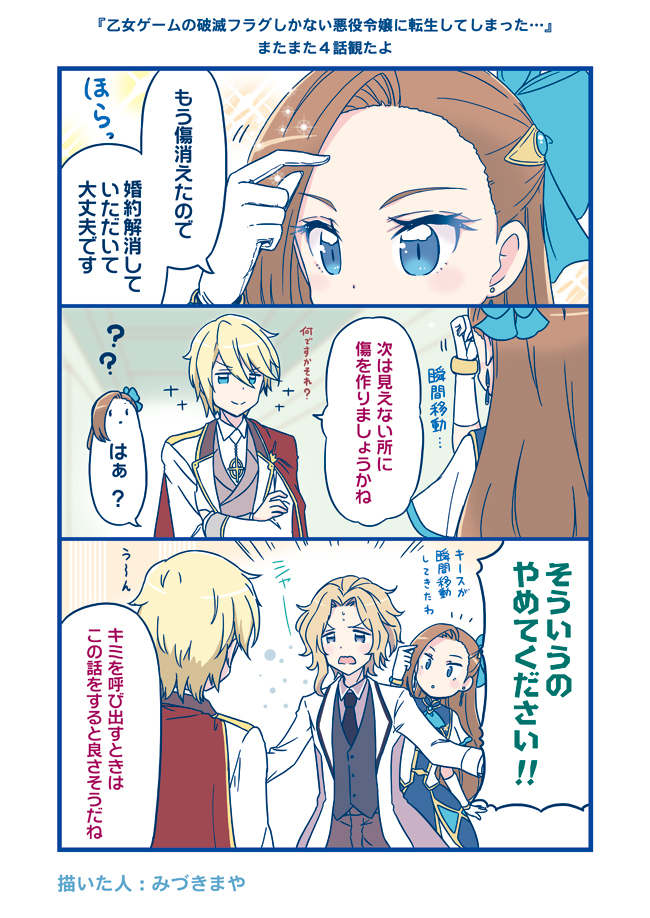 『乙女ゲームの破滅フラグしかない悪役令嬢に転生してしまった…』
またまた４話観たよ
ほらっ
もう傷消えたので
婚約解消して
いただいて
大丈夫です
瞬間移動…
次は見えない所に
傷を作りましょうかね
何ですかそれ？
？？
はぁ？
そういうの
やめてください!!
キースが
瞬間移動
してきたわ
ミャ
う～ん
キミを呼び出すときは
この話をすると良さそうだね
描いた人：みづきまや